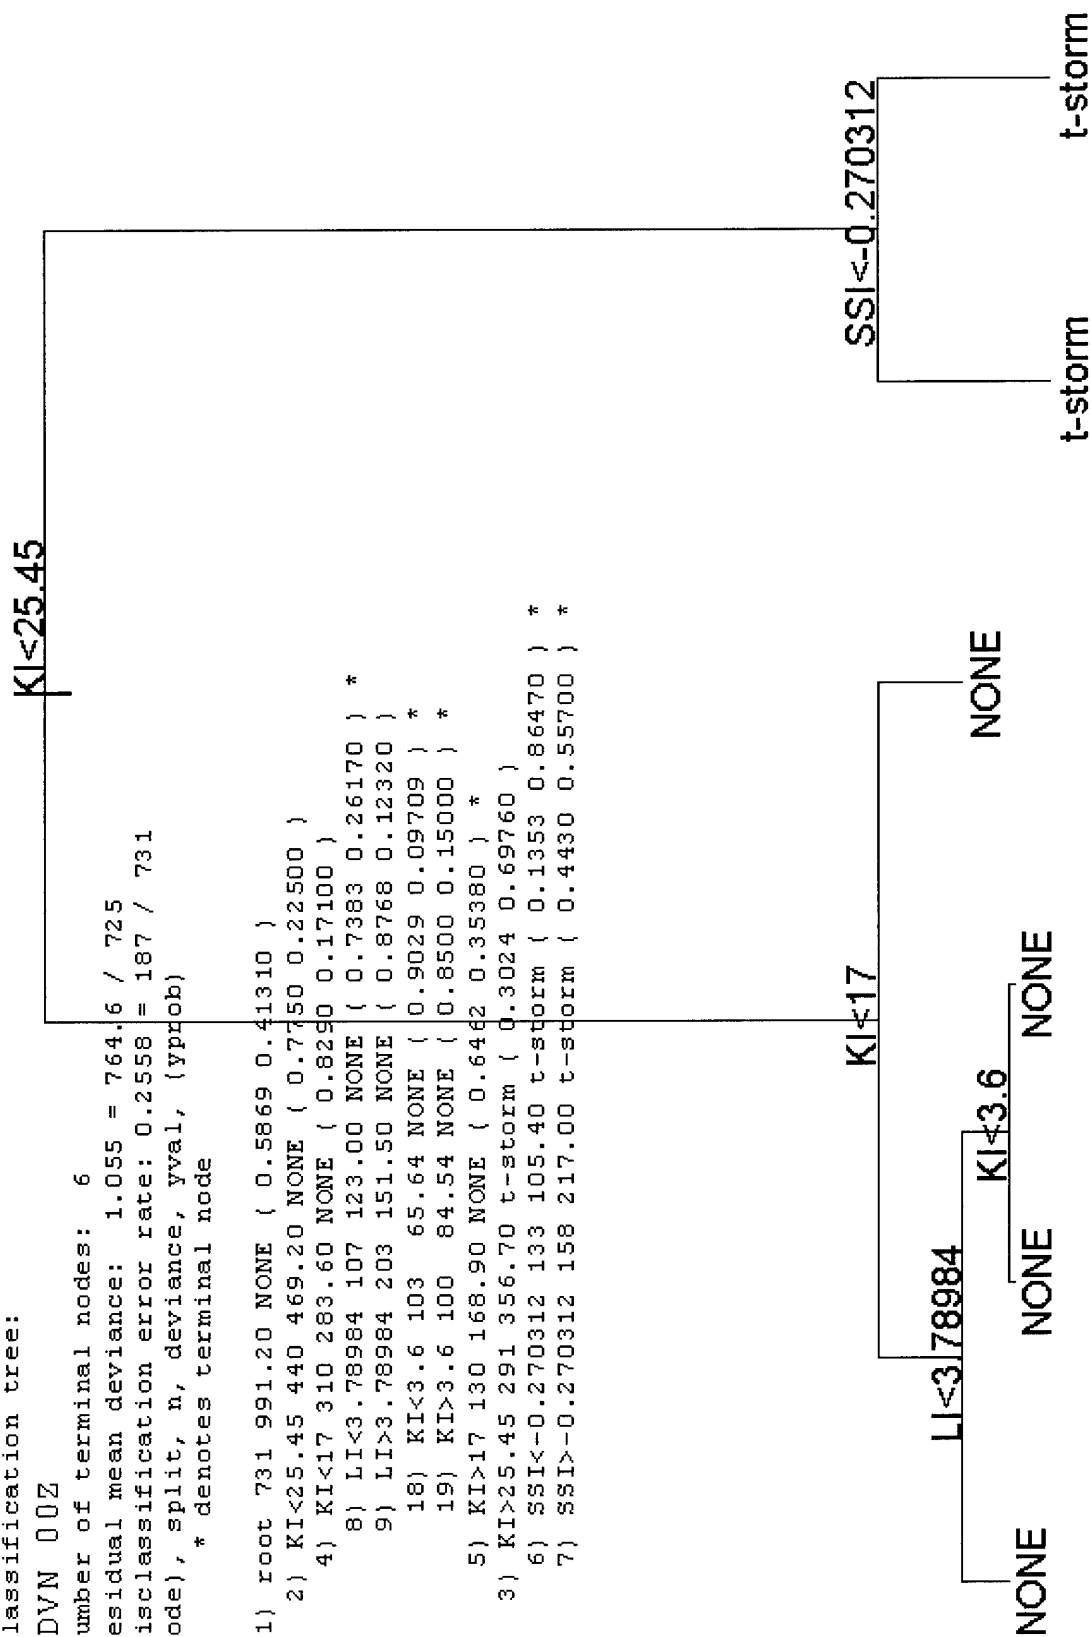 lassification tree:
DVN 00Z
umber of terminal nodes: 6
esidual mean deviance: 1.055 = 764.6 / 725
isclassification error rate: 0.2558 = 187 / 731
ode), split, n, deviance, yval, (yprob)
* denotes terminal node
1) root 731 991.20 NONE ( 0.5869 0.41310 )
2) KI<25.45 440 469.20 NONE ( 0.7750 0.22500 )
4) KI<17 310 283.60 NONE ( 0.8290 0.17100 )
8) LI<3.78984 107 123.00 NONE ( 0.7383 0.26170 ) *
9) LI>3.78984 203 151.50 NONE ( 0.8768 0.12320 )
18) KI<3.6 103 65.64 NONE ( 0.9029 0.09709 ) *
19) KI>3.6 100 84.54 NONE ( 0.8500 0.15000 ) *
5) KI>17 130 168.90 NONE ( 0.6462 0.35380 ) *
3) KI>25.45 291 356.70 t-storm ( 0.3024 0.69760 )
6) SSI<-0.270312 133 105.40 t-storm ( 0.1353 0.86470 ) *
7) SSI>-0.270312 158 217.00 t-storm ( 0.4430 0.55700 ) *
KI<25.45
KI<17
SSI<-0.270312
LI<3.78984
KI<3.6
NONE
NONE
NONE
NONE
t-storm
t-storm